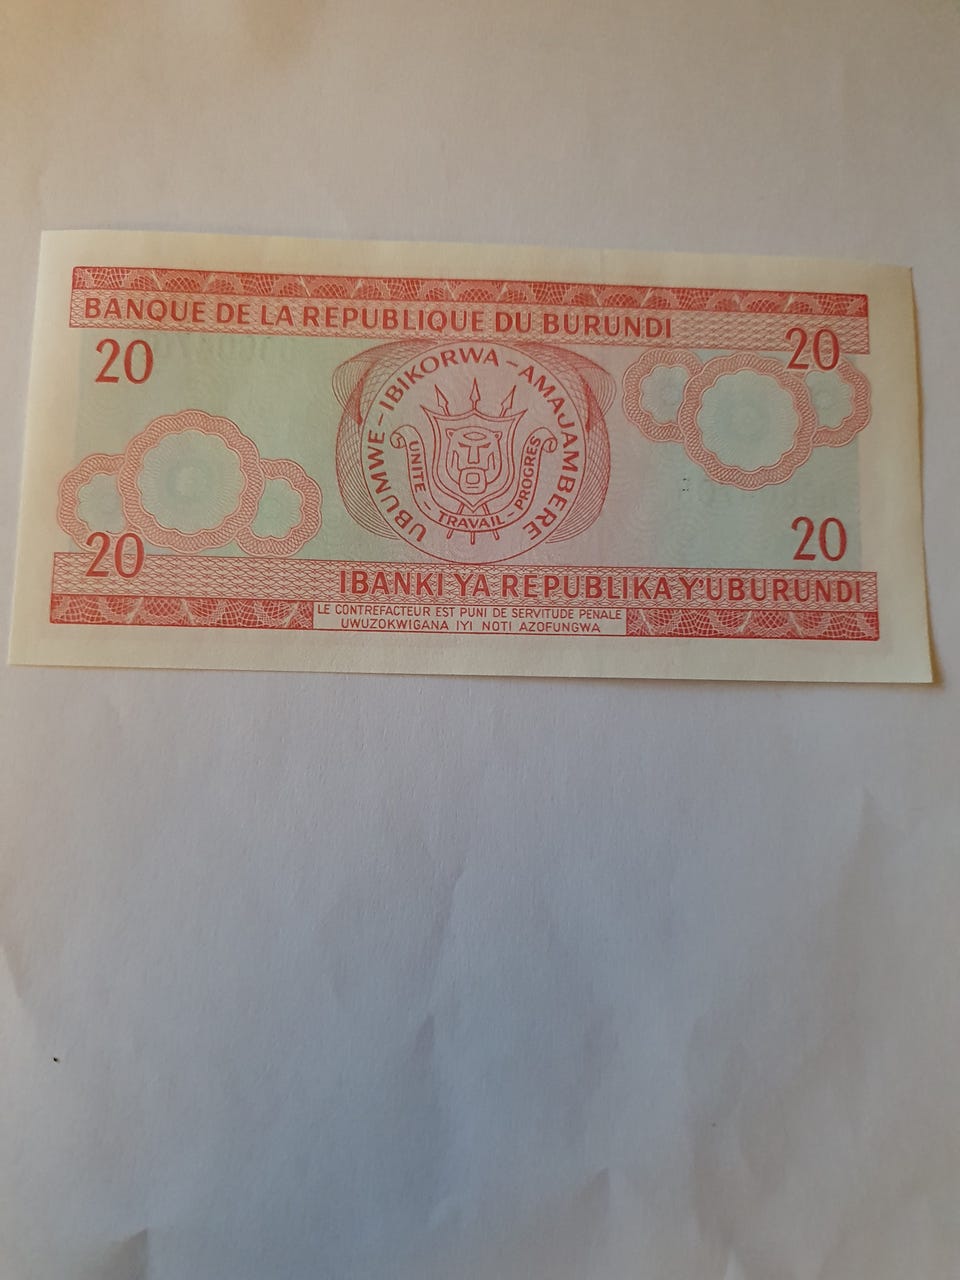 BANQUE DE LA REPUBLIQUE DU BURUNDI
20
20
UBUMWE - IBIKORWA - AMAJAMBERE
UNITE - TRAVAIL - PROGRES
20
20
IBANKI YA REPUBLIKA Y'UBURUNDI
LE CONTREFACTEUR EST PUNI DE SERVITUDE PENALE
UWUZOKWIGANA IYI NOTI AZOFUNGWA